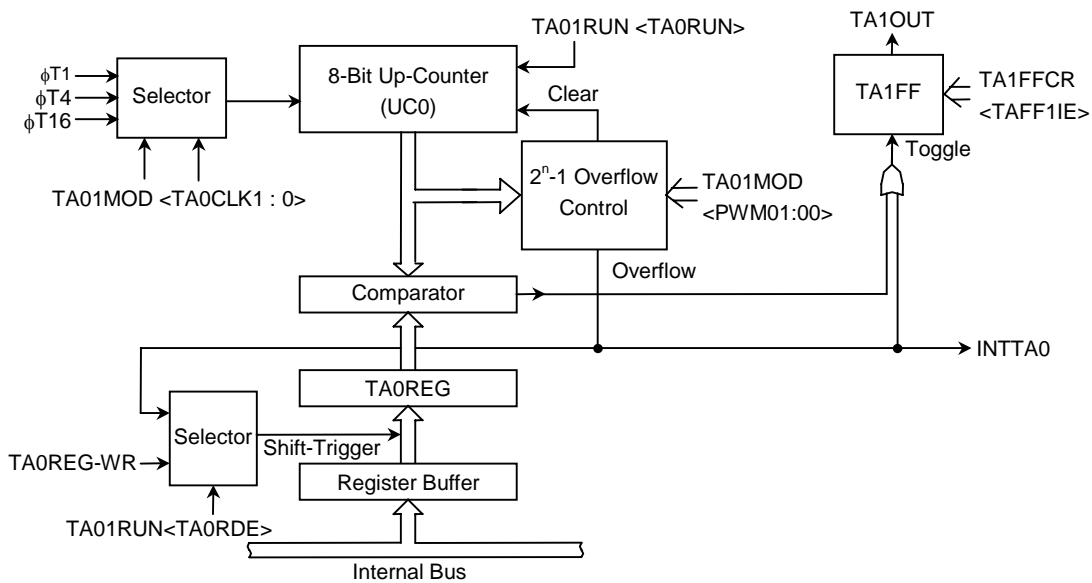 TA1OUT
TA01RUN <TA0RUN>
ϕT1
ϕT4
ϕT16
Selector
8-Bit Up-Counter
(UC0)
Clear
TA1FF
TA1FFCR
<TAFF1IE>
Toggle
TA01MOD <TA0CLK1 : 0>
2ⁿ-1 Overflow
Control
TA01MOD
<PWM01:00>
Overflow
Comparator
INTTA0
TA0REG
Selector
Shift-Trigger
TA0REG-WR
Register Buffer
TA01RUN<TA0RDE>
Internal Bus